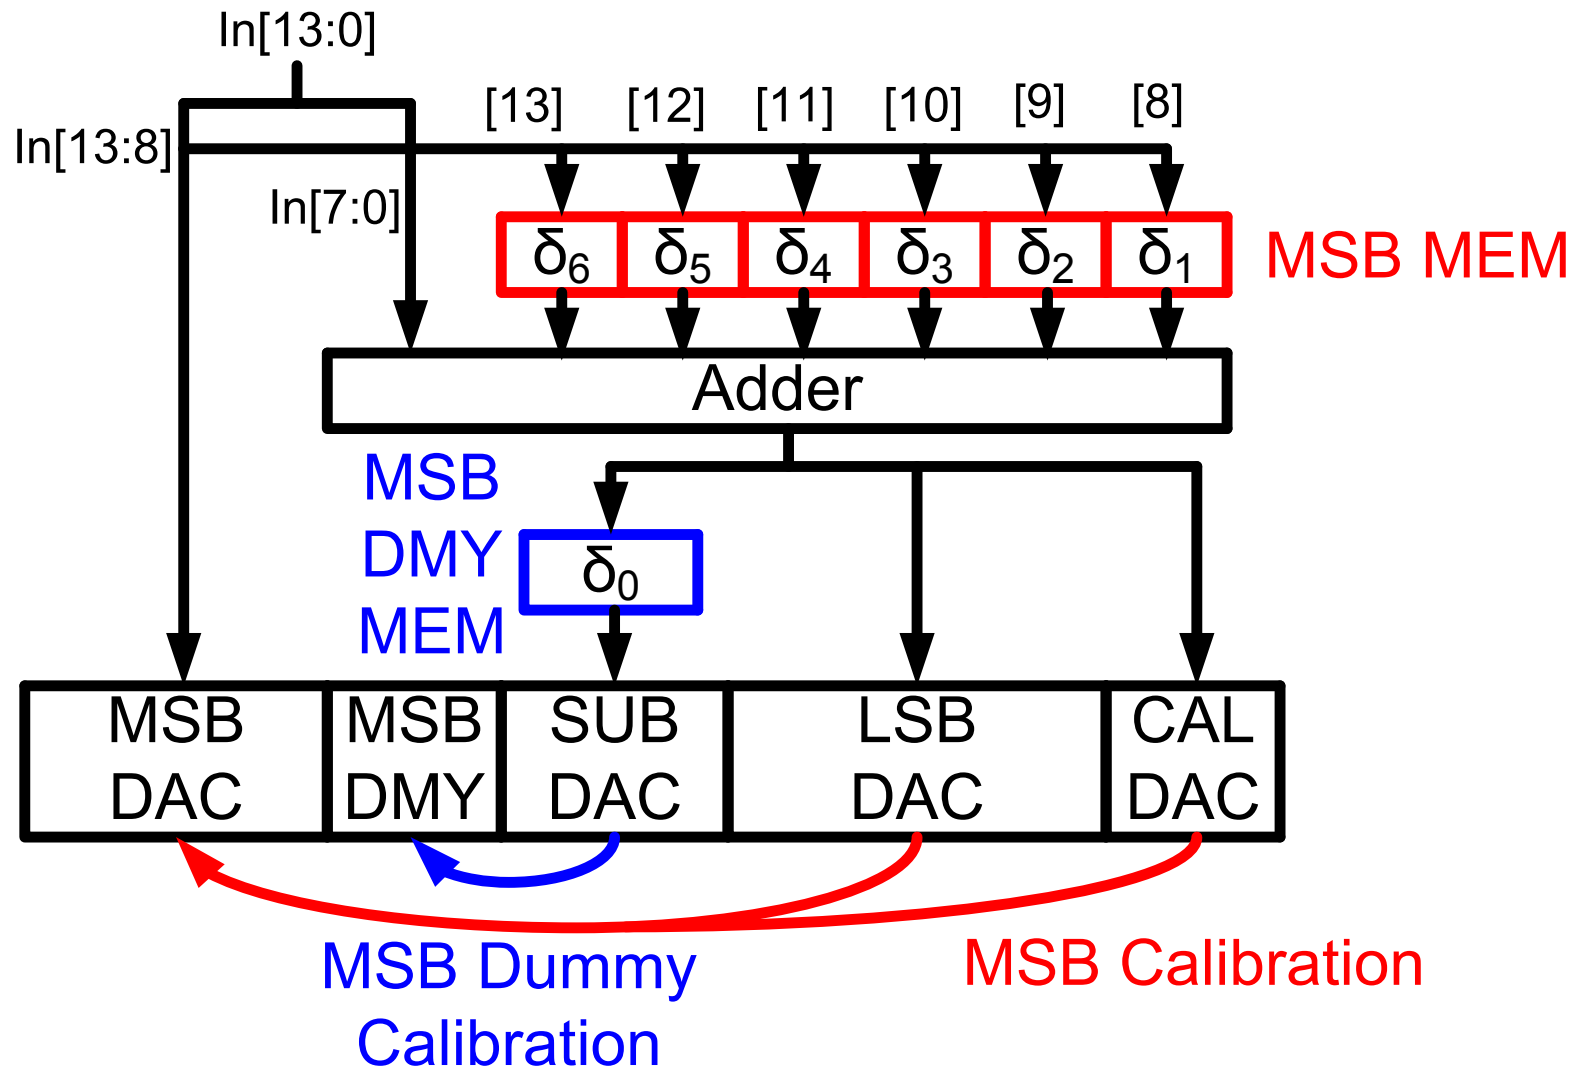 In[13:0]
[13] [12] [11] [10] [9] [8]
In[13:8]
In[7:0]
δ6 δ5 δ4 δ3 δ2 δ1
MSB MEM
Adder
MSB
DMY
MEM
δ0
MSB
DAC
MSB
DMY
SUB
DAC
LSB
DAC
CAL
DAC
MSB Dummy
Calibration
MSB Calibration